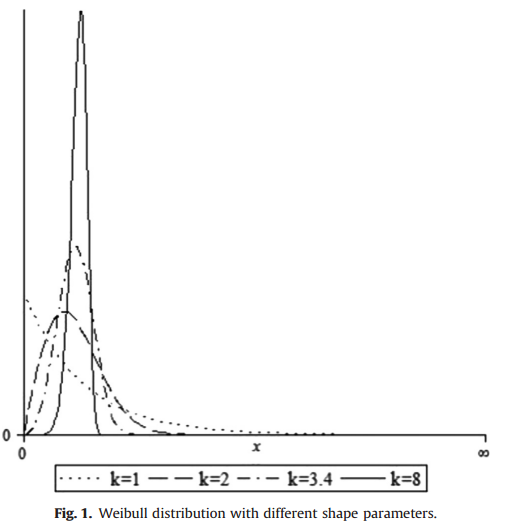 0
0
x
∞
k=1 k=2 k=3.4 k=8
Fig. 1. Weibull distribution with different shape parameters.